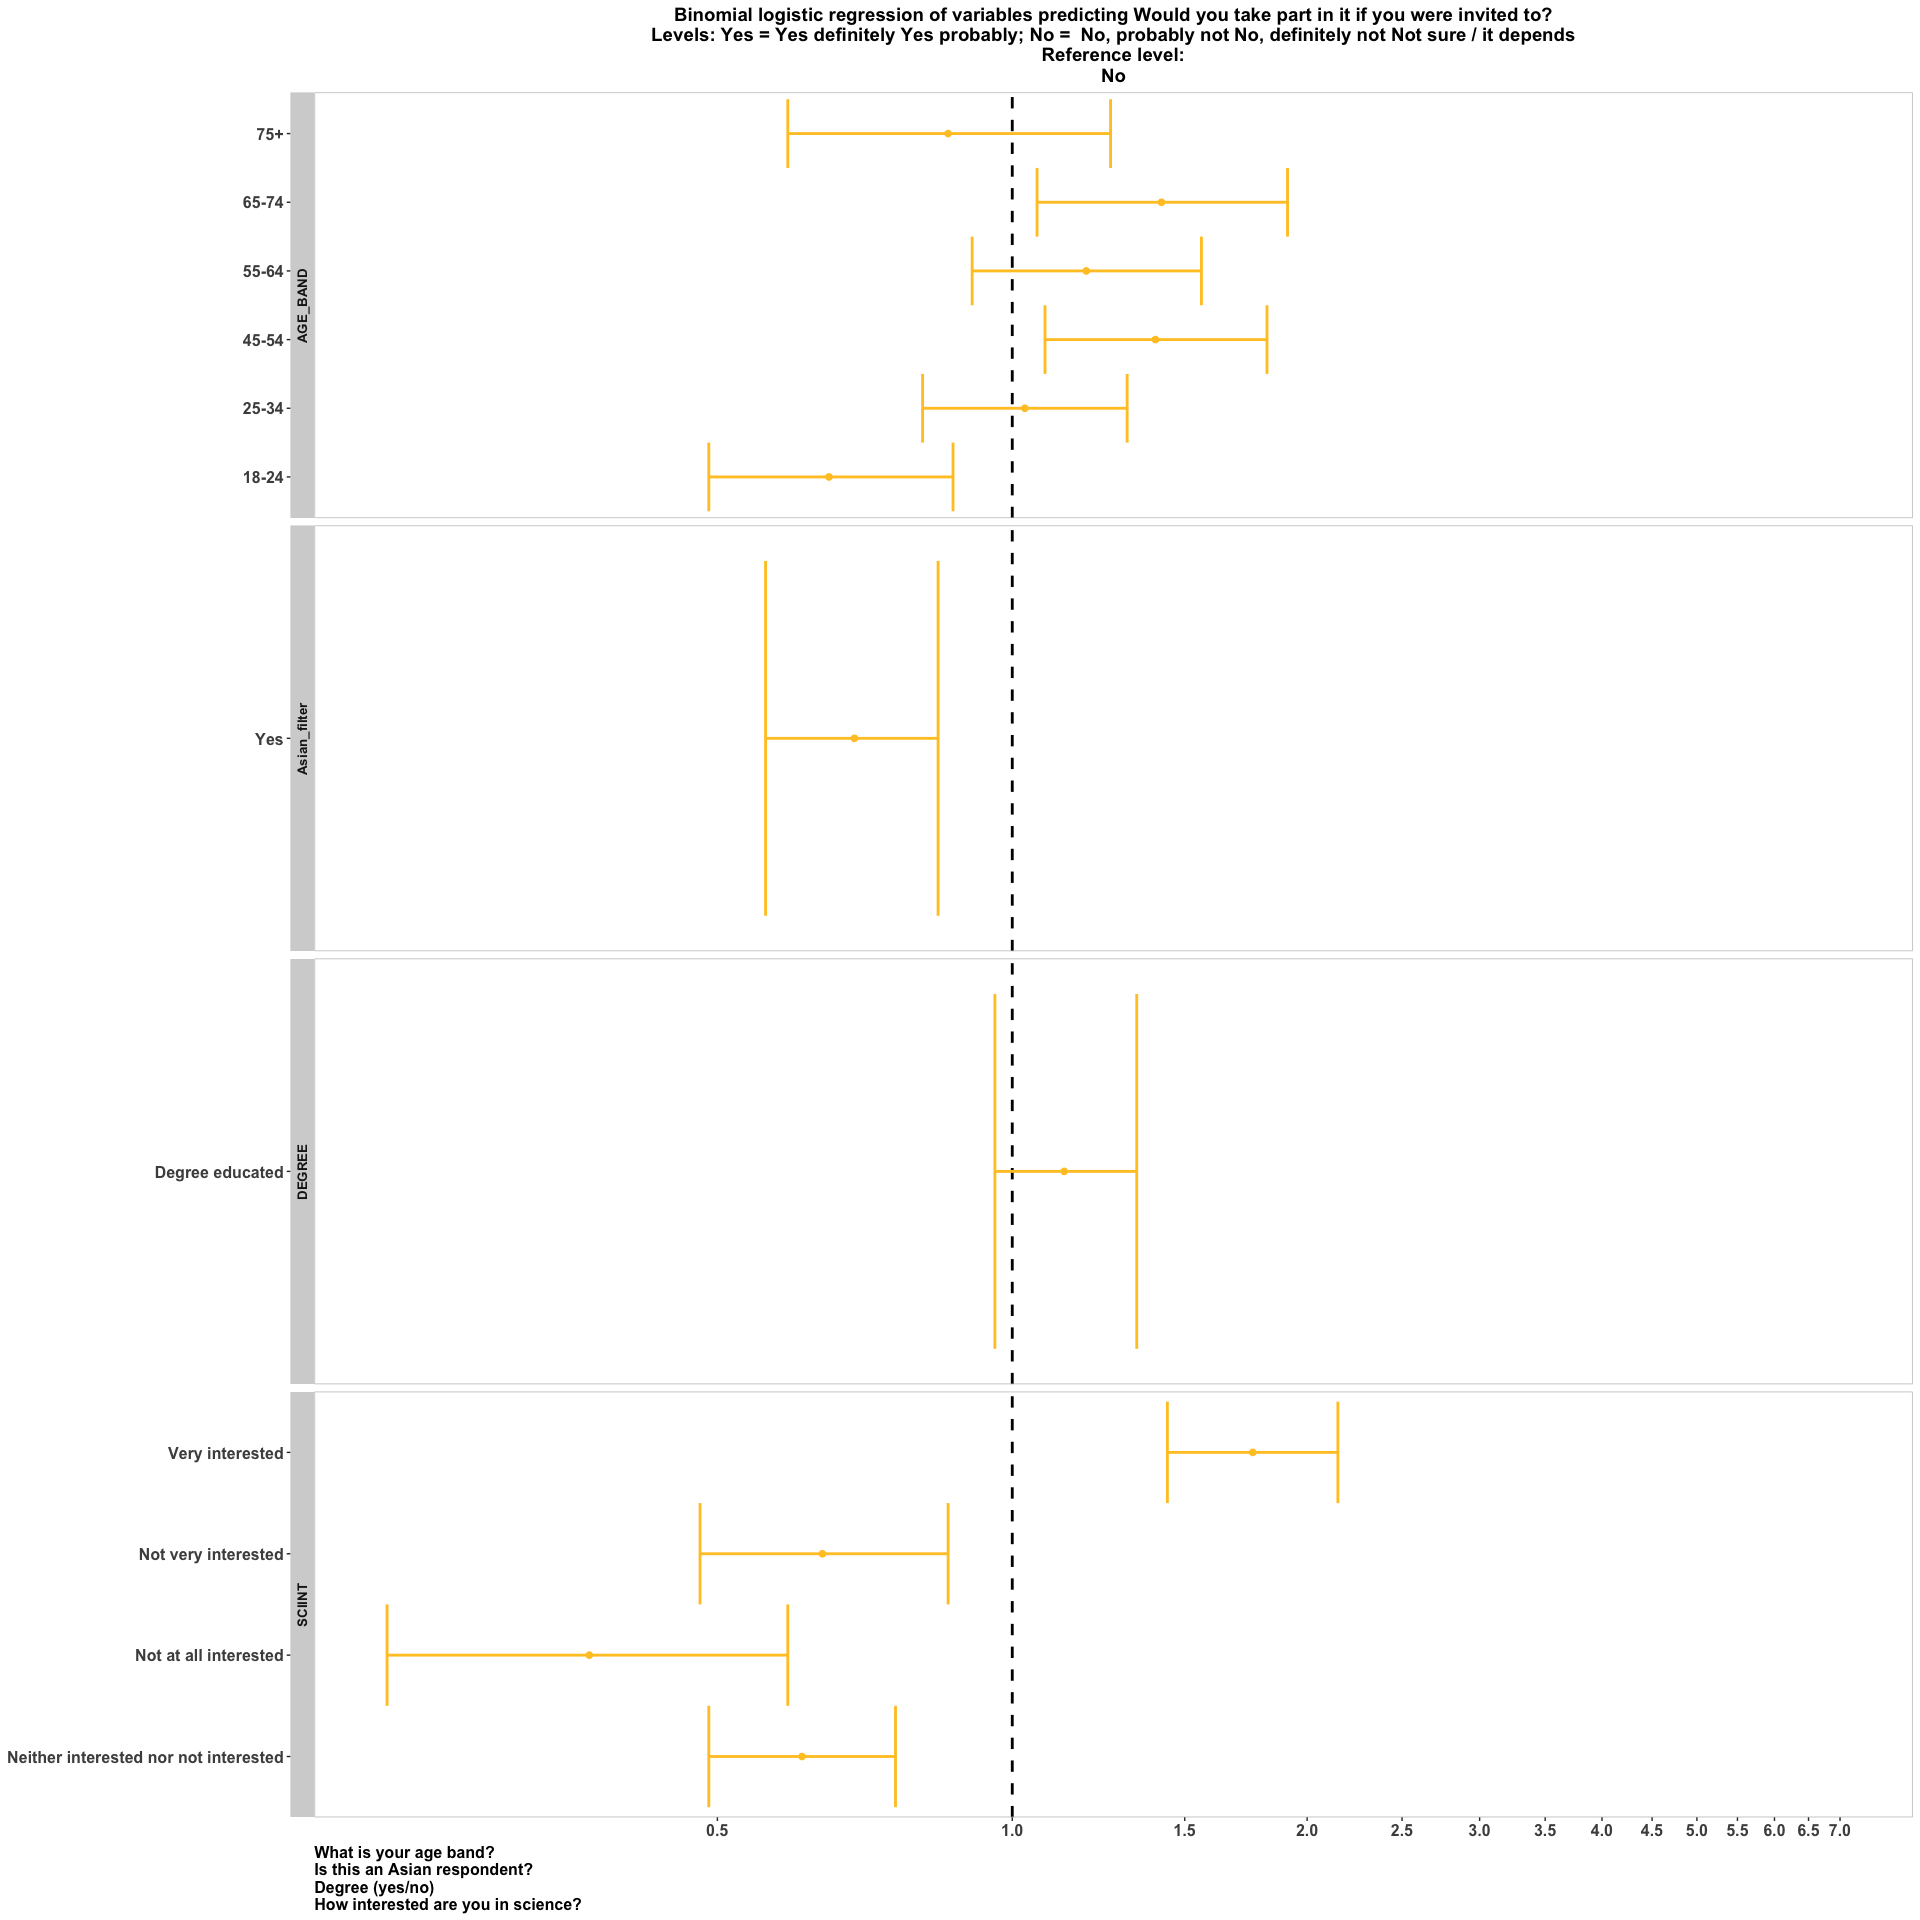 Binomial logistic regression of variables predicting Would you take part in it if you were invited to?
Levels: Yes = Yes definitely Yes probably; No =  No, probably not No, definitely not Not sure / it depends
Reference level:
No
AGE_BAND
75+
65-74
55-64
45-54
25-34
18-24
Asian_filter
Yes
DEGREE
Degree educated
SCIINT
Very interested
Not very interested
Not at all interested
Neither interested nor not interested
0.5 1.0 1.5 2.0 2.5 3.0 3.5 4.0 4.5 5.0 5.5 6.0 6.5 7.0
What is your age band?
Is this an Asian respondent?
Degree (yes/no)
How interested are you in science?